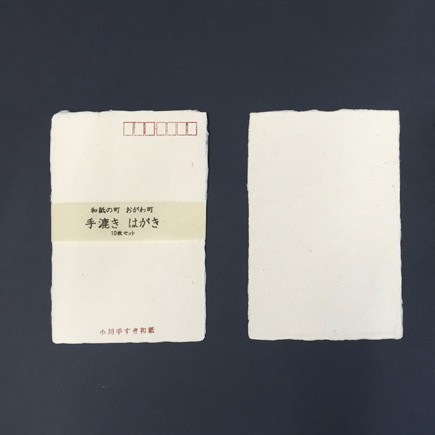 和紙の町 おがわ町
手漉き はがき
10枚セット
小川手すき和紙